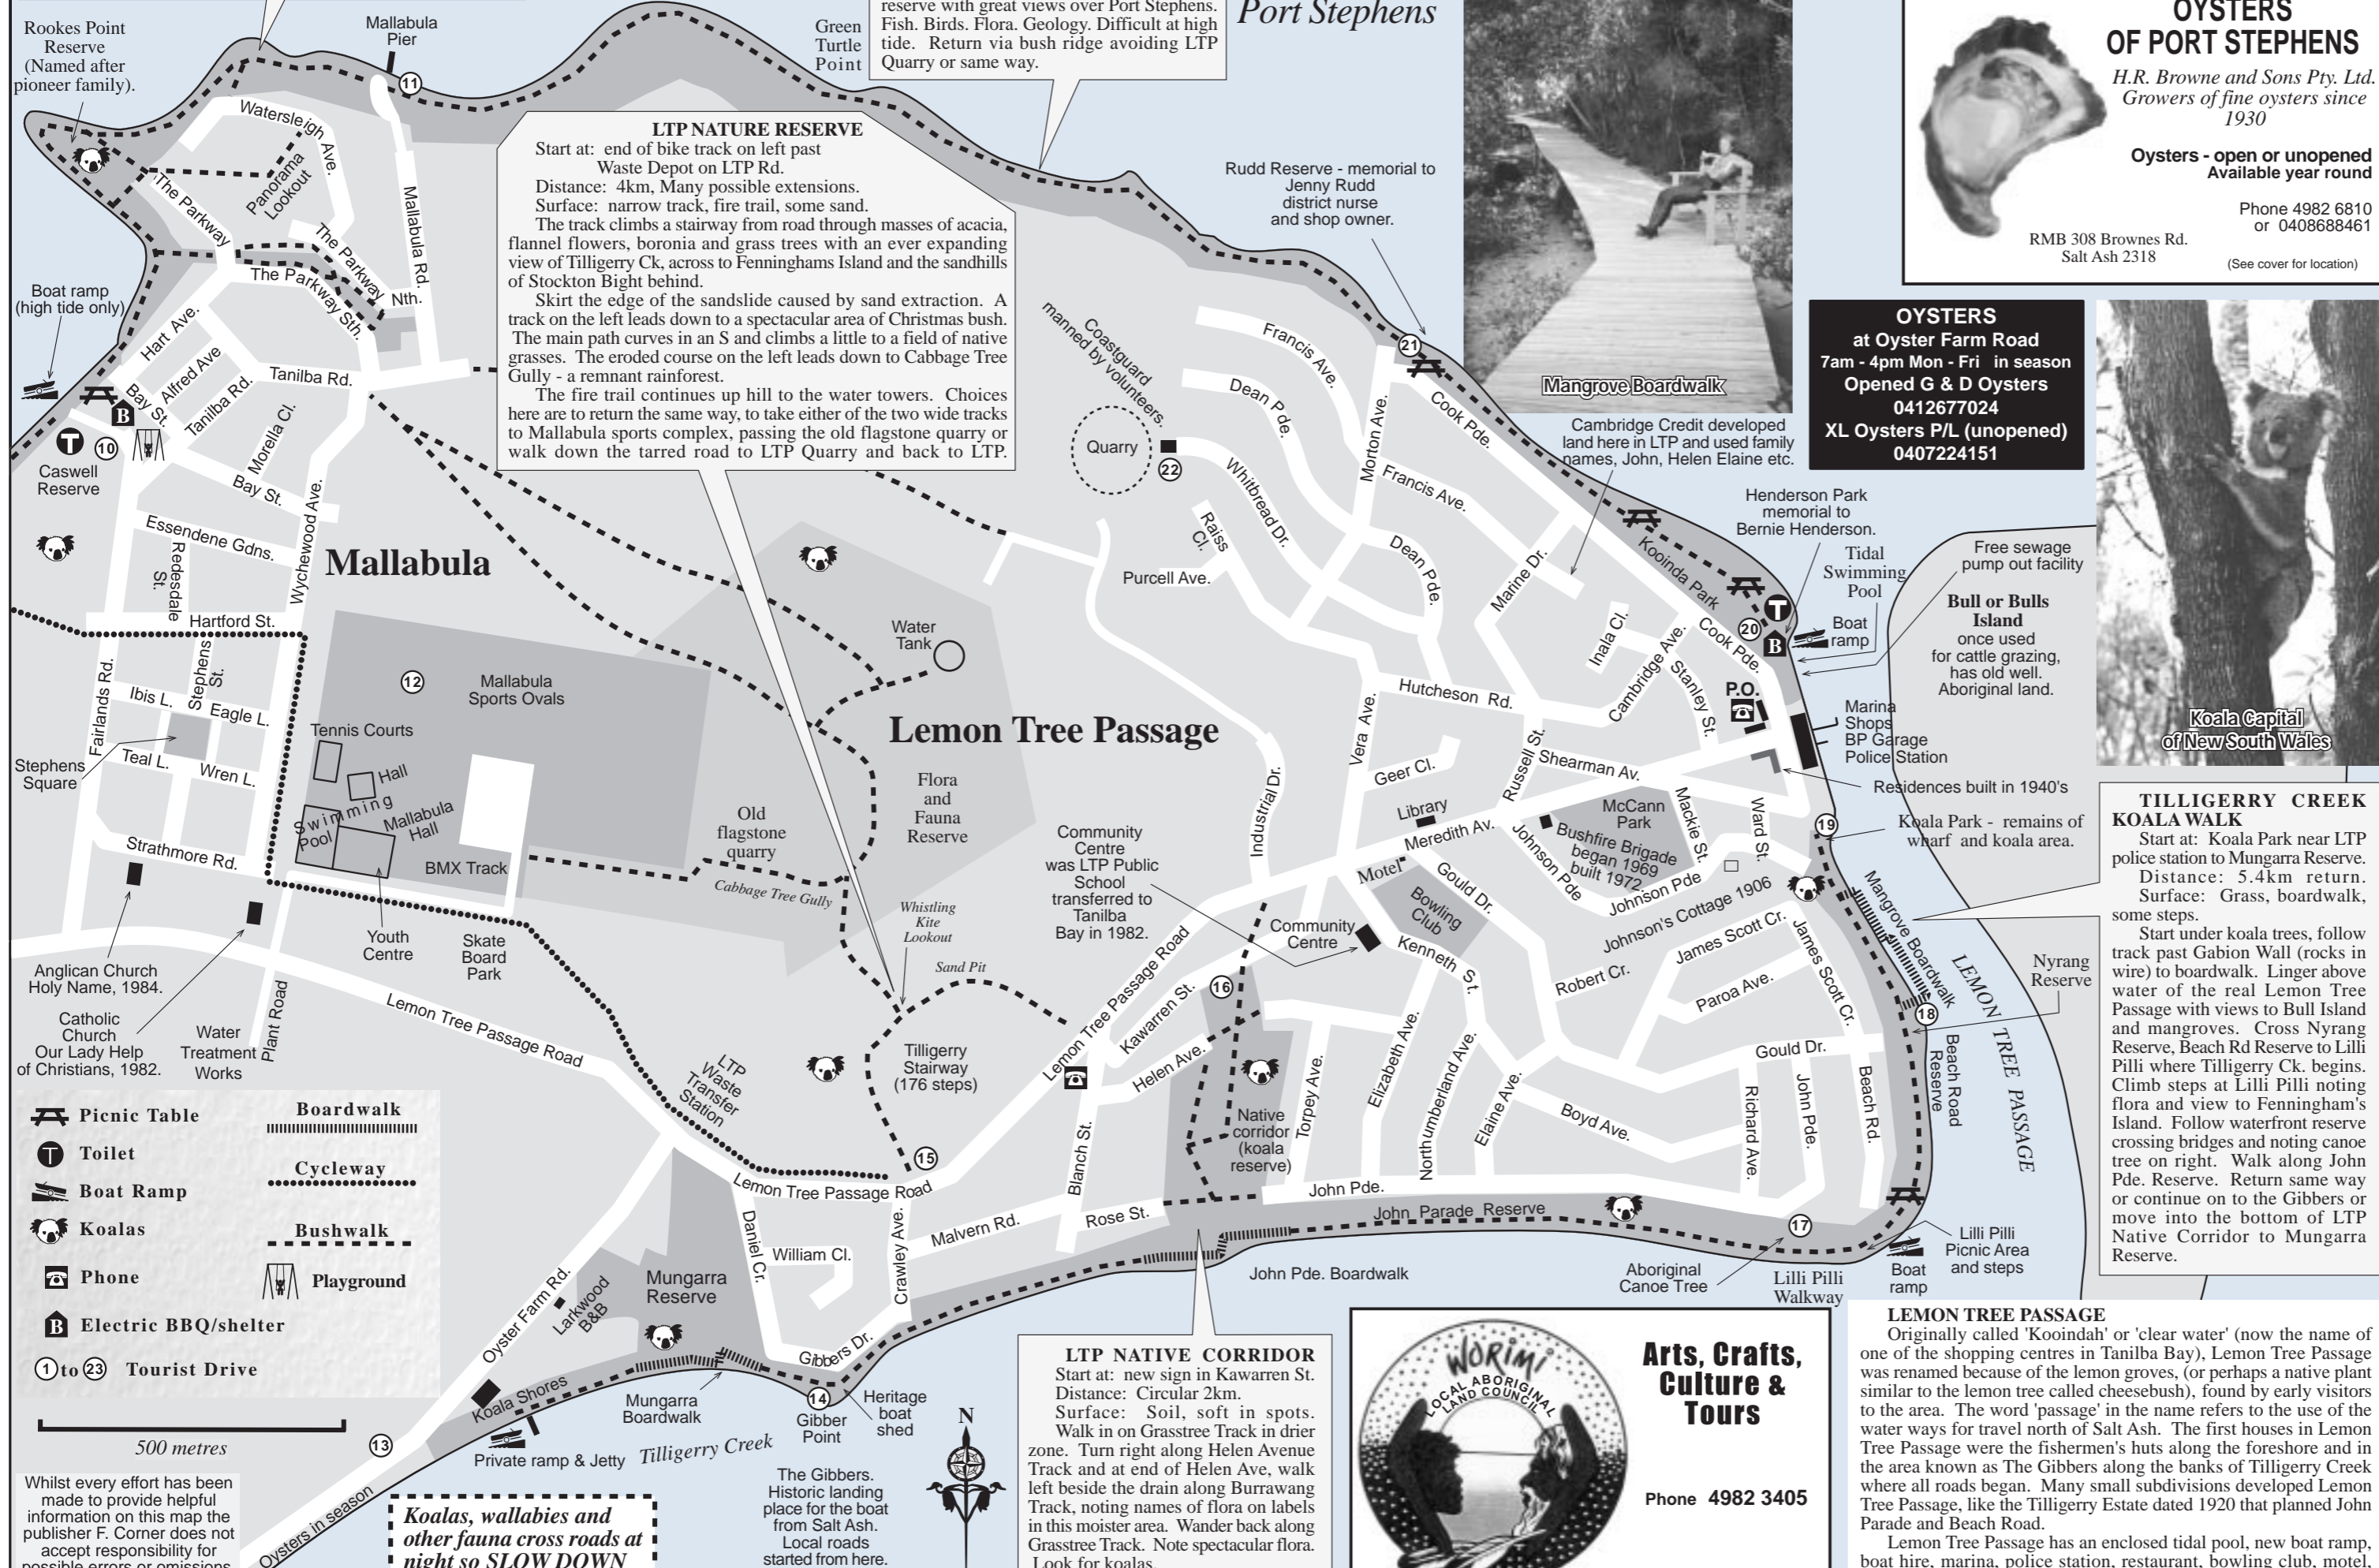 Rookes Point
Reserve
(Named after
pioneer family).
Mallabula
Pier
11
Green
Turtle
Point
reserve with great views over Port Stephens.
Fish. Birds. Flora. Geology. Difficult at high
tide. Return via bush ridge avoiding LTP
Quarry or same way.
Port Stephens
OYSTERS
OF PORT STEPHENS
H.R. Browne and Sons Pty. Ltd.
Growers of fine oysters since
1930
Oysters - open or unopened
Available year round
Phone 4982 6810
or 0408688461
RMB 308 Brownes Rd.
Salt Ash 2318
(See cover for location)
LTP NATURE RESERVE
Start at: end of bike track on left past
Waste Depot on LTP Rd.
Distance: 4km, Many possible extensions.
Surface: narrow track, fire trail, some sand.
The track climbs a stairway from road through masses of acacia,
flannel flowers, boronia and grass trees with an ever expanding
view of Tilligerry Ck, across to Fenninghams Island and the sandhills
of Stockton Bight behind.
Skirt the edge of the sandslide caused by sand extraction. A
track on the left leads down to a spectacular area of Christmas bush.
The main path curves in an S and climbs a little to a field of native
grasses. The eroded course on the left leads down to Cabbage Tree
Gully - a remnant rainforest.
The fire trail continues up hill to the water towers. Choices
here are to return the same way, to take either of the two wide tracks
to Mallabula sports complex, passing the old flagstone quarry or
walk down the tarred road to LTP Quarry and back to LTP.
Watersleigh Ave.
Panorama
Lookout
The Parkway
Mallabula Rd.
The Parkway
Nth.
The Parkway Sth.
Boat ramp
(high tide only)
Hart Ave.
Alfred Ave
Bay St.
Tanilba Rd.
Tanilba Rd.
Morella Cl.
B
T
10
Caswell
Reserve
Bay St.
Essendene Gdns.
Redesdale
St.
Wychewood Ave.
Mallabula
Hartford St.
Rudd Reserve - memorial to
Jenny Rudd
district nurse
and shop owner.
Mangrove Boardwalk
OYSTERS
at Oyster Farm Road
7am - 4pm Mon - Fri in season
Opened G & D Oysters
0412677024
XL Oysters P/L (unopened)
0407224151
Koala Capital
of New South Wales
Coastguard
manned by volunteers.
Quarry
22
21
Francis Ave.
Dean Pde.
Morton Ave.
Cook Pde.
Whitbread Dr.
Francis Ave.
Raiss
Cl.
Purcell Ave.
Dean Pde.
Marine Dr.
Cambridge Credit developed
land here in LTP and used family
names, John, Helen Elaine etc.
Henderson Park
memorial to
Bernie Henderson.
Tidal
Swimming
Pool
Free sewage
pump out facility
Kooinda Park
T
20
B
Boat
ramp
Bull or Bulls
Island
once used
for cattle grazing,
has old well.
Aboriginal land.
Inala Cl.
Cambridge Ave.
Cook Pde.
Stanley St.
P.O.
Hutcheson Rd.
Marina
Shops
BP Garage
Police Station
Residences built in 1940's
Fairlands Rd.
Stephens
St.
Ibis L.
Eagle L.
Teal L.
Wren L.
Stephens
Square
Strathmore Rd.
12
Mallabula
Sports Ovals
Tennis Courts
Hall
Swimming
Pool
Mallabula
Hall
BMX Track
Youth
Centre
Skate
Board
Park
Water
Tank
Lemon Tree Passage
Flora
and
Fauna
Reserve
Old
flagstone
quarry
Cabbage Tree Gully
Whistling
Kite
Lookout
Sand Pit
Industrial Dr.
Vera Ave.
Geer Cl.
Russell St.
Shearman Av.
Library
Meredith Av.
Motel
McCann
Park
Bushfire Brigade
began 1969
built 1972
Mackie St.
Ward St.
19
Koala Park - remains of
wharf and koala area.
Johnson Pde
Johnson Pde
Johnson's Cottage 1906
Gould Dr.
Bowling
Club
Community
Centre
was LTP Public
School
transferred to
Tanilba
Bay in 1982.
Community
Centre
Kenneth St.
Robert Cr.
James Scott Cr.
James Scott Cr.
Paroa Ave.
Mangrove Boardwalk
18
LEMON TREE PASSAGE
Nyrang
Reserve
TILLIGERRY CREEK
KOALA WALK
Start at: Koala Park near LTP
police station to Mungarra Reserve.
Distance: 5.4km return.
Surface: Grass, boardwalk,
some steps.
Start under koala trees, follow
track past Gabion Wall (rocks in
wire) to boardwalk. Linger above
water of the real Lemon Tree
Passage with views to Bull Island
and mangroves. Cross Nyrang
Reserve, Beach Rd Reserve to Lilli
Pilli where Tilligerry Ck. begins.
Climb steps at Lilli Pilli noting
flora and view to Fenningham's
Island. Follow waterfront reserve
crossing bridges and noting canoe
tree on right. Walk along John
Pde. Reserve. Return same way
or continue on to the Gibbers or
move into the bottom of LTP
Native Corridor to Mungarra
Reserve.
Anglican Church
Holy Name, 1984.
Catholic
Church
Our Lady Help
of Christians, 1982.
Water
Treatment
Works
Plant Road
Lemon Tree Passage Road
LTP
Waste
Transfer
Station
Tilligerry
Stairway
(176 steps)
Lemon Tree Passage Road
Kawarren St.
16
Helen Ave.
Native
corridor
(koala
reserve)
Torpey Ave.
Elizabeth Ave.
Northumberland Ave.
Elaine Ave.
Boyd Ave.
Gould Dr.
Richard Ave.
John Pde.
Beach Rd.
Beach Road
Reserve
15
Lemon Tree Passage Road
Blanch St.
John Pde.
John Parade Reserve
17
Rose St.
Malvern Rd.
Crawley Ave.
Daniel Cr.
William Cl.
Gibbers Dr.
Oyster Farm Rd.
Larkwood
B&B
Mungarra
Reserve
John Pde. Boardwalk
Aboriginal
Canoe Tree
Lilli Pilli
Walkway
Boat
ramp
Lilli Pilli
Picnic Area
and steps
Picnic Table
Toilet
Boat Ramp
Koalas
Phone
B Electric BBQ/shelter
1 to 23 Tourist Drive
Boardwalk
Cycleway
Bushwalk
Playground
500 metres
13
Koala Shores
Private ramp & Jetty
Mungarra
Boardwalk
Tilligerry Creek
14
Gibber
Point
Heritage
boat
shed
N
Oysters in season
Whilst every effort has been
made to provide helpful
information on this map the
publisher F. Corner does not
accept responsibility for
possible errors or omissions
Koalas, wallabies and
other fauna cross roads at
night so SLOW DOWN
The Gibbers.
Historic landing
place for the boat
from Salt Ash.
Local roads
started from here.
LTP NATIVE CORRIDOR
Start at: new sign in Kawarren St.
Distance: Circular 2km.
Surface: Soil, soft in spots.
Walk in on Grasstree Track in drier
zone. Turn right along Helen Avenue
Track and at end of Helen Ave, walk
left beside the drain along Burrawang
Track, noting names of flora on labels
in this moister area. Wander back along
Grasstree Track. Note spectacular flora.
Look for koalas.
WORIMI
LOCAL ABORIGINAL
LAND COUNCIL
Arts, Crafts,
Culture &
Tours
Phone 4982 3405
LEMON TREE PASSAGE
Originally called 'Kooindah' or 'clear water' (now the name of
one of the shopping centres in Tanilba Bay), Lemon Tree Passage
was renamed because of the lemon groves, (or perhaps a native plant
similar to the lemon tree called cheesebush), found by early visitors
to the area. The word 'passage' in the name refers to the use of the
water ways for travel north of Salt Ash. The first houses in Lemon
Tree Passage were the fishermen's huts along the foreshore and in
the area known as The Gibbers along the banks of Tilligerry Creek
where all roads began. Many small subdivisions developed Lemon
Tree Passage, like the Tilligerry Estate dated 1920 that planned John
Parade and Beach Road.
Lemon Tree Passage has an enclosed tidal pool, new boat ramp,
boat hire, marina, police station, restaurant, bowling club, motel,